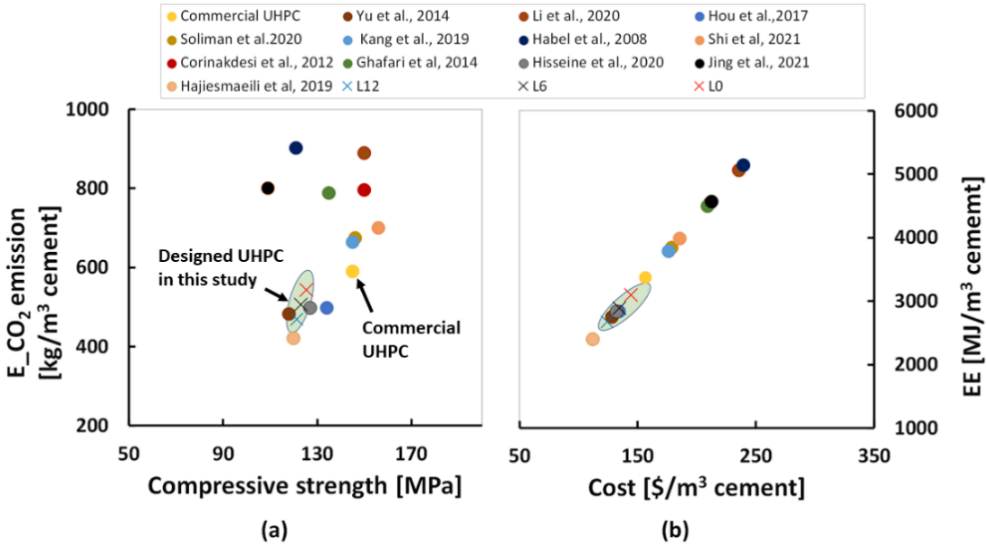 Commercial UHPC Yu et al., 2014 Li et al., 2020 Hou et al.,2017
Soliman et al.2020 Kang et al., 2019 Habel et al., 2008 Shi et al, 2021
Corinakdesi et al., 2012 Ghafari et al, 2014 Hisseine et al., 2020 Jing et al., 2021
Hajiesmaeili et al, 2019 L12 L6 L0
E_CO2 emission
[kg/m3 cement]
1000
800
600
400
200
Designed UHPC
in this study
Commercial
UHPC
50 90 130 170
Compressive strength [MPa]
(a)
6000
5000
4000
3000
2000
1000
EE [MJ/m3 cememt]
50 150 250 350
Cost [$/m3 cement]
(b)